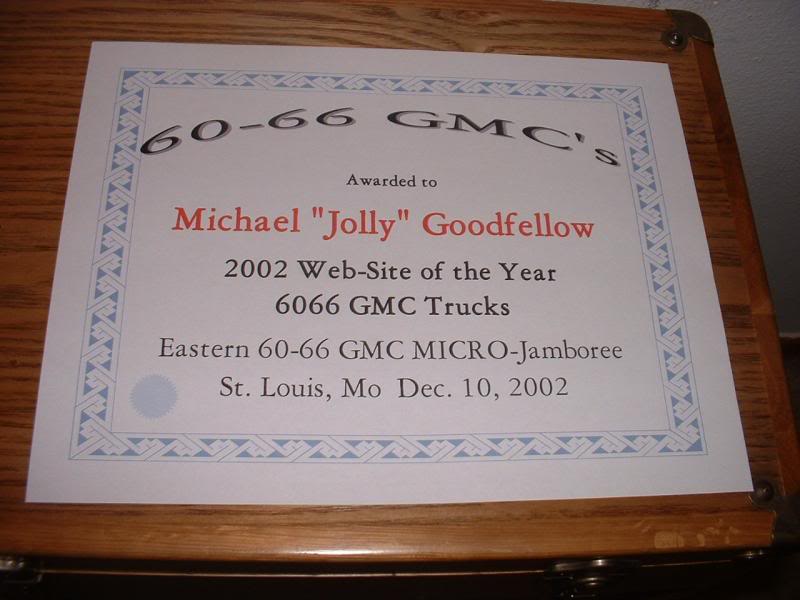 60-66 GMC's
Awarded to
Michael "Jolly" Goodfellow
2002 Web-Site of the Year
6066 GMC Trucks
Eastern 60-66 GMC MICRO-Jamboree
St. Louis, Mo Dec. 10, 2002